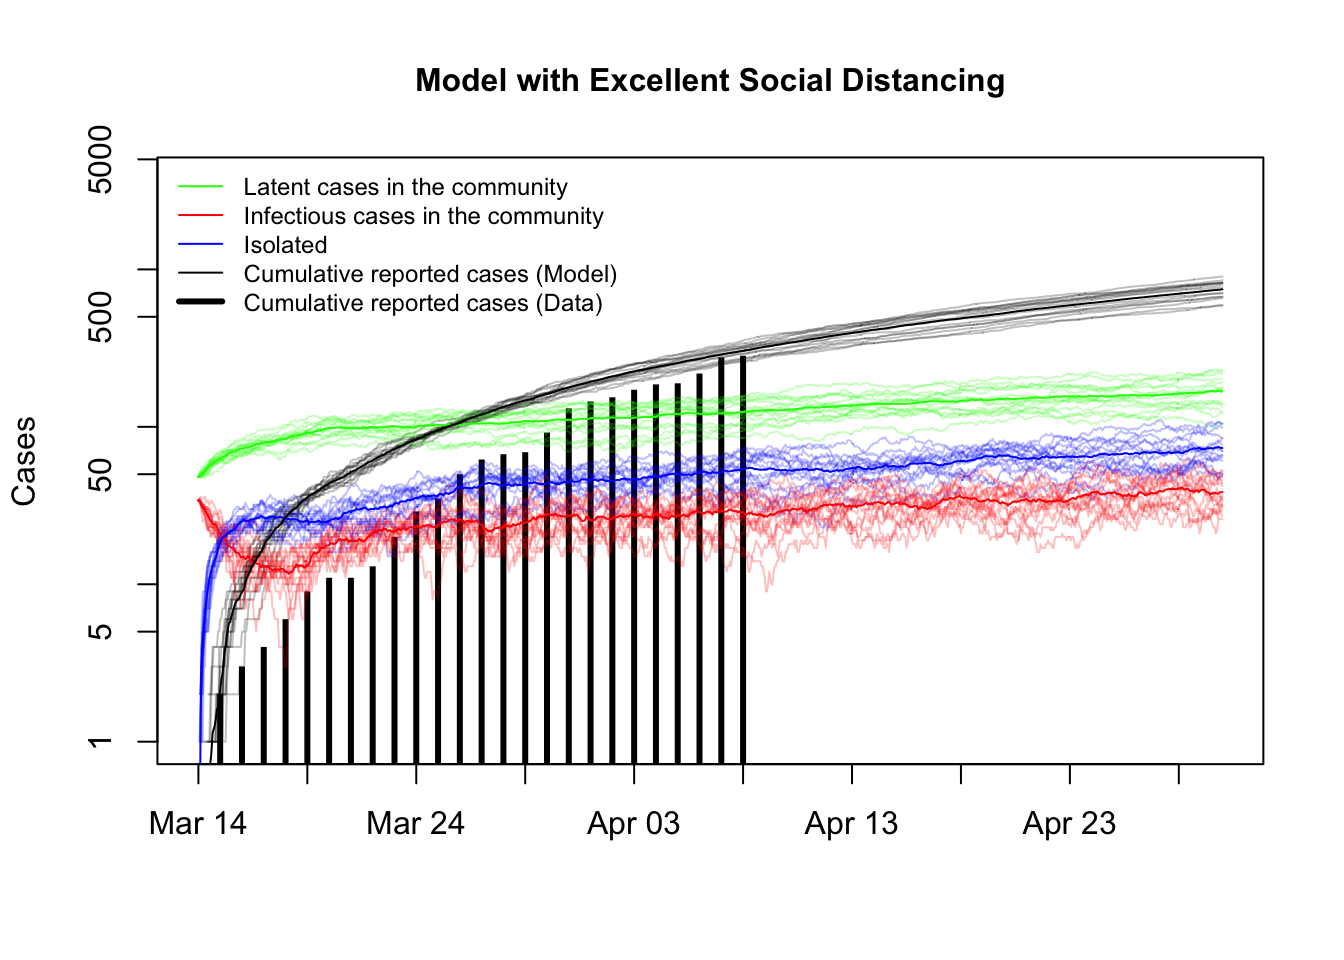 Model with Excellent Social Distancing
Latent cases in the community
Infectious cases in the community
Isolated
Cumulative reported cases (Model)
Cumulative reported cases (Data)
Cases
5000
500
50
5
1
Mar 14 Mar 24 Apr 03 Apr 13 Apr 23